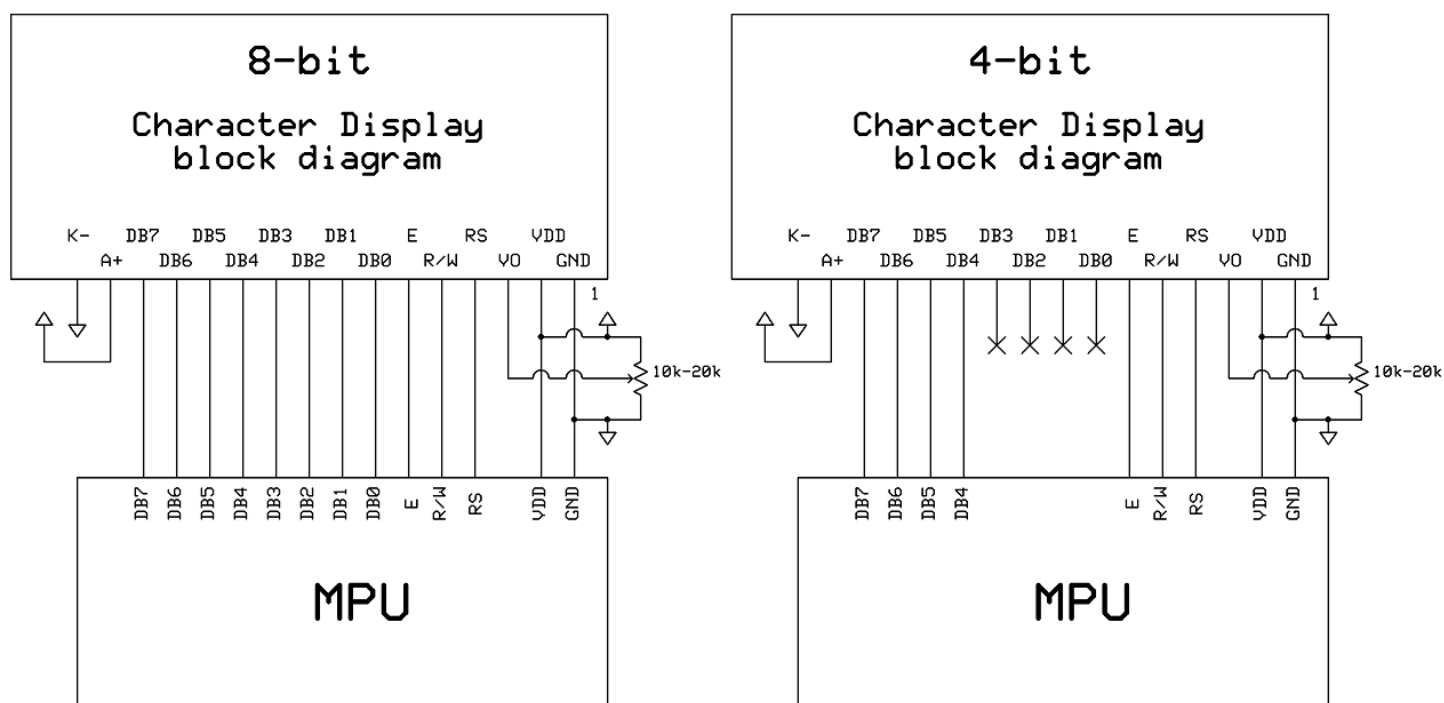 8-bit
Character Display
block diagram
K- DB7 DB5 DB3 DB1 E RS VDD
A+ DB6 DB4 DB2 DB0 R/W VO GND
1
10k-20k
DB7 DB6 DB5 DB4 DB3 DB2 DB1 DB0 E R/W RS VDD GND
MPU
4-bit
Character Display
block diagram
K- DB7 DB5 DB3 DB1 E RS VDD
A+ DB6 DB4 DB2 DB0 R/W VO GND
1
10k-20k
DB7 DB6 DB5 DB4 E R/W RS VDD GND
MPU